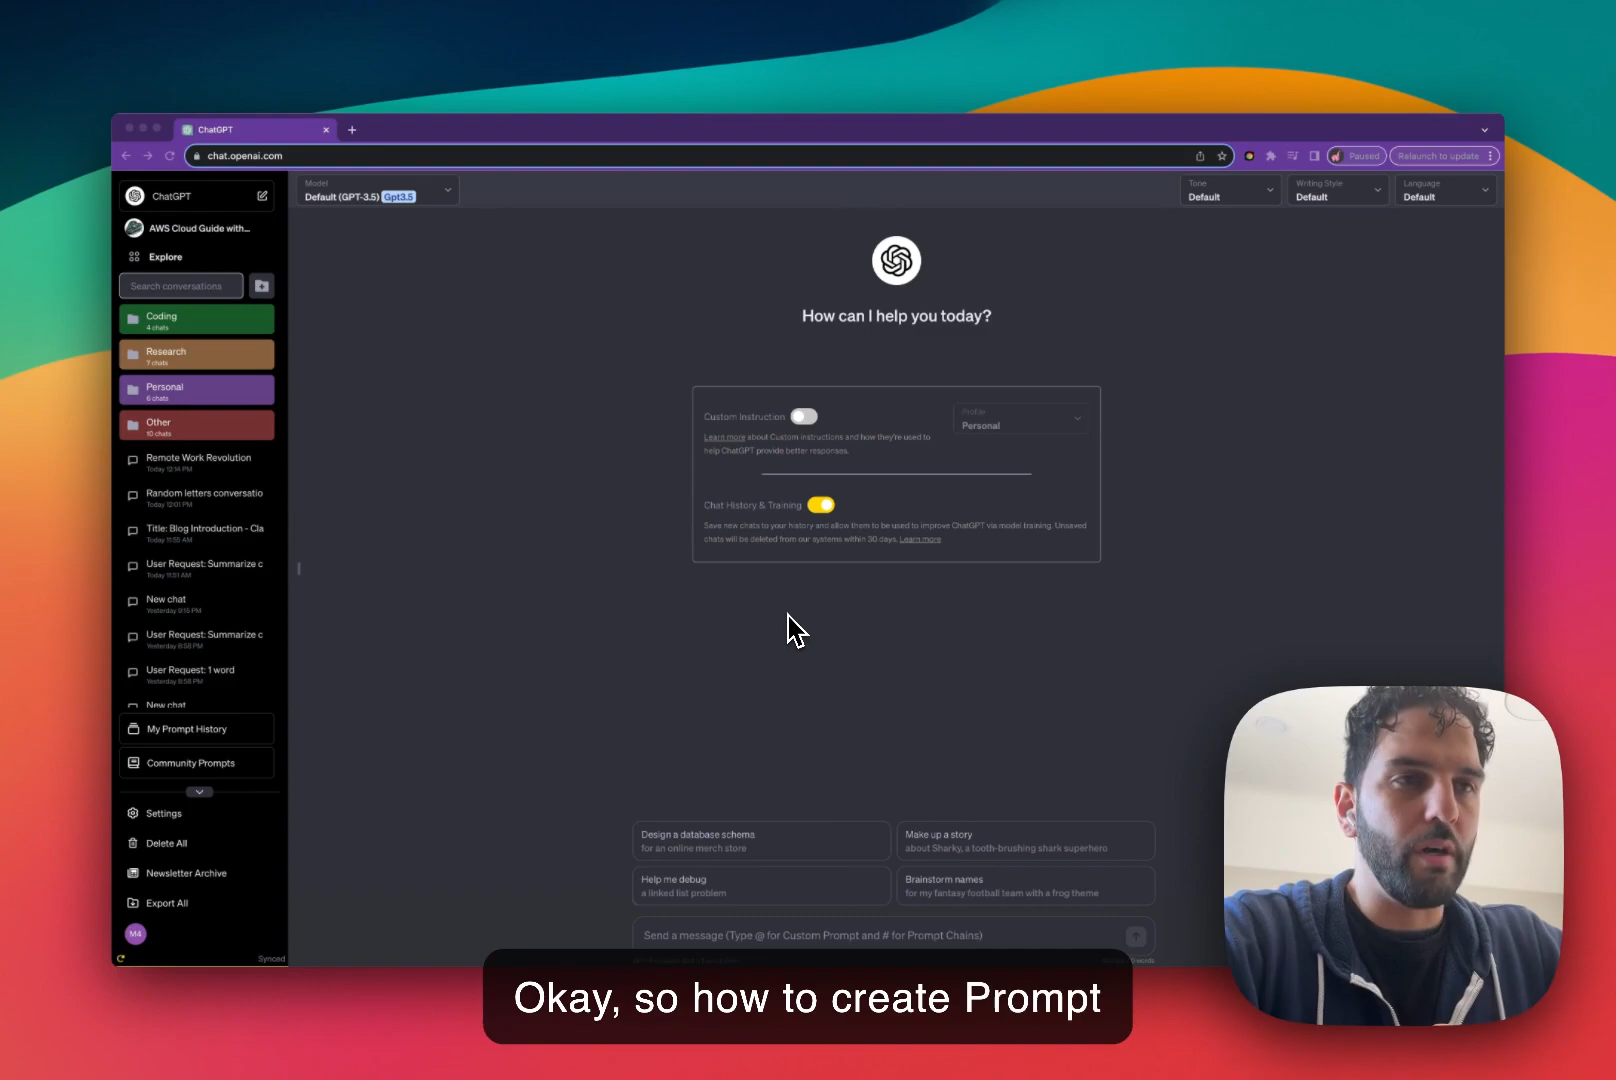 ChatGPT
chat.openai.com
Paused
Relaunch to update
ChatGPT
Model
Default (GPT-3.5) Gpt3.5
Tone
Default
Writing Style
Default
Language
Default
AWS Cloud Guide with...
Explore
Search conversations
Coding
4 chats
Research
7 chats
Personal
6 chats
Other
10 chats
Remote Work Revolution
Today 12:14 PM
Random letters conversatio
Today 12:01 PM
Title: Blog Introduction - Cla
Today 11:55 AM
User Request: Summarize c
Today 11:51 AM
New chat
Yesterday 9:15 PM
User Request: Summarize c
Yesterday 8:58 PM
User Request: 1 word
Yesterday 8:58 PM
New chat
My Prompt History
Community Prompts
Settings
Delete All
Newsletter Archive
Export All
M4
Synced
How can I help you today?
Custom Instruction
Profile
Personal
Learn more about Custom instructions and how they're used to
help ChatGPT provide better responses.
Chat History & Training
Save new chats to your history and allow them to be used to improve ChatGPT via model training. Unsaved
chats will be deleted from our systems within 30 days. Learn more
Design a database schema
for an online merch store
Make up a story
about Sharky, a tooth-brushing shark superhero
Help me debug
a linked list problem
Brainstorm names
for my fantasy football team with a frog theme
Send a message (Type @ for Custom Prompt and # for Prompt Chains)
words
Okay, so how to create Prompt